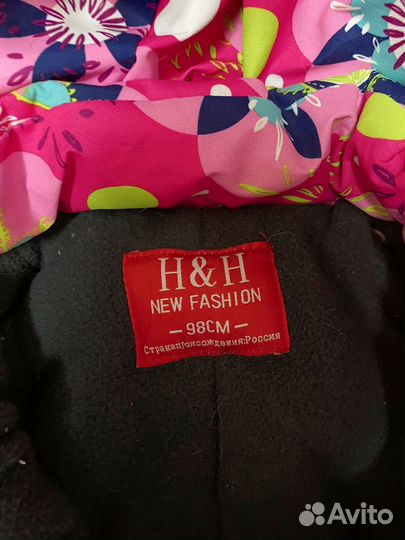 H&H
NEW FASHION
- 98CM -
Странапроисхождения:Россия
Avito